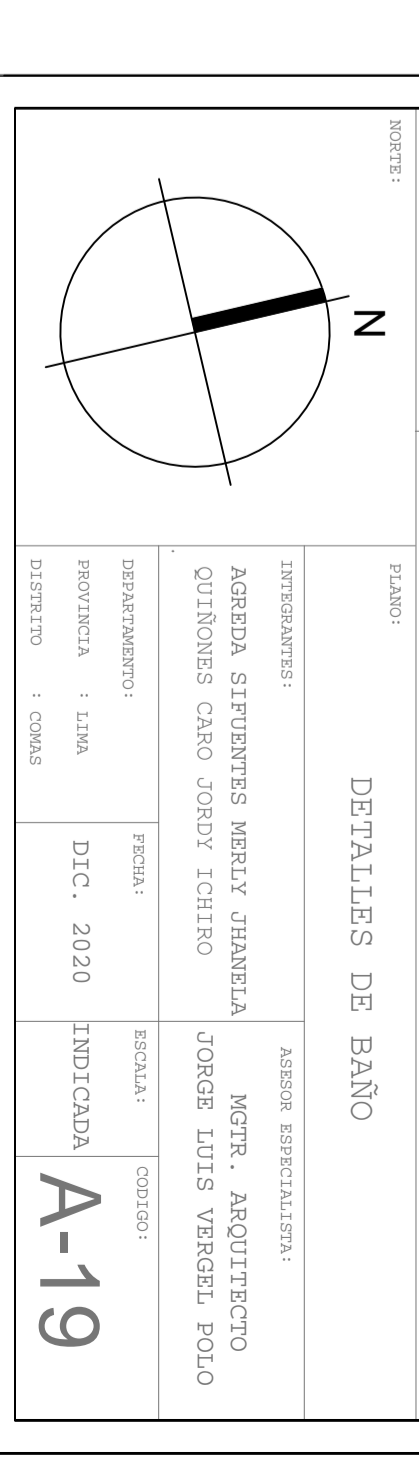 NORTE:
N
PLANO:
DETALLES DE BAÑO
INTEGRANTES:
AGREDA SIFUENTES MERLY JHANELA
QUIÑONES CARO JORDY ICHIRO
.
ASESOR ESPECIALISTA:
MGTR. ARQUITECTO
JORGE LUIS VERGEL POLO
DEPARTAMENTO:
PROVINCIA : LIMA
DISTRITO : COMAS
FECHA:
DIC. 2020
ESCALA:
INDICADA
CODIGO:
A-19